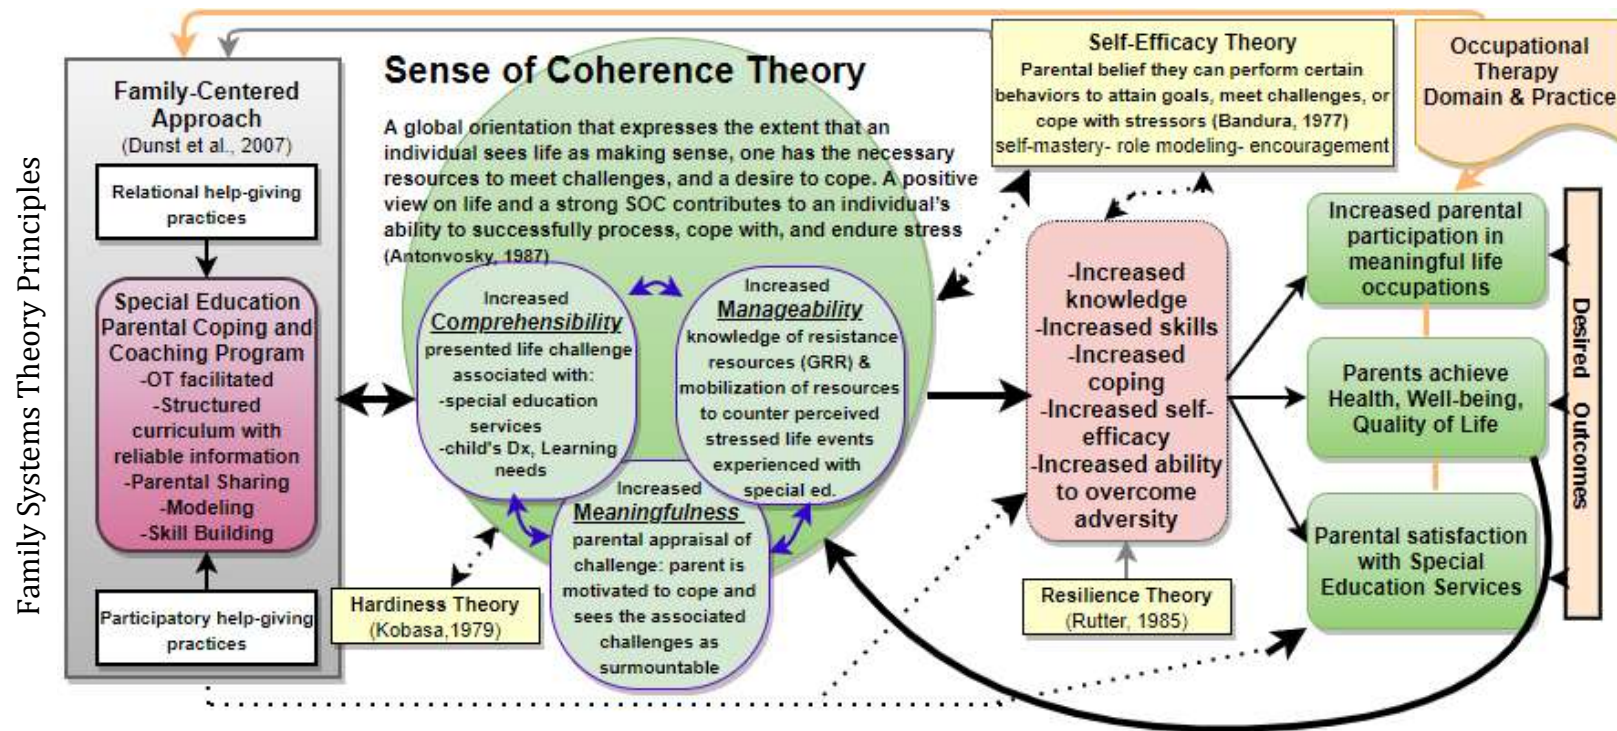 Family Systems Theory Principles
Family-Centered
Approach
(Dunst et al., 2007)
Relational help-giving
practices
Special Education
Parental Coping and
Coaching Program
-OT facilitated
-Structured
curriculum with
reliable information
-Parental Sharing
-Modeling
-Skill Building
Participatory help-giving
practices
Sense of Coherence Theory
A global orientation that expresses the extent that an
individual sees life as making sense, one has the necessary
resources to meet challenges, and a desire to cope. A positive
view on life and a strong SOC contributes to an individual's
ability to successfully process, cope with, and endure stress
(Antonvosky, 1987)
Increased
Comprehensibility
presented life challenge
associated with:
-special education
services
-child's Dx, Learning
needs
Increased
Manageability
knowledge of resistance
resources (GRR) &
mobilization of resources
to counter perceived
stressed life events
experienced with
special ed.
Increased
Meaningfulness
parental appraisal of
challenge: parent is
motivated to cope and
sees the associated
challenges as
surmountable
Hardiness Theory
(Kobasa,1979)
Self-Efficacy Theory
Parental belief they can perform certain
behaviors to attain goals, meet challenges, or
cope with stressors (Bandura, 1977)
self-mastery- role modeling- encouragement
-Increased
knowledge
-Increased skills
-Increased
coping
-Increased self-
efficacy
-Increased ability
to overcome
adversity
Resilience Theory
(Rutter, 1985)
Occupational
Therapy
Domain & Practice
Increased parental
participation in
meaningful life
occupations
Parents achieve
Health, Well-being,
Quality of Life
Parental satisfaction
with Special
Education Services
Desired Outcomes